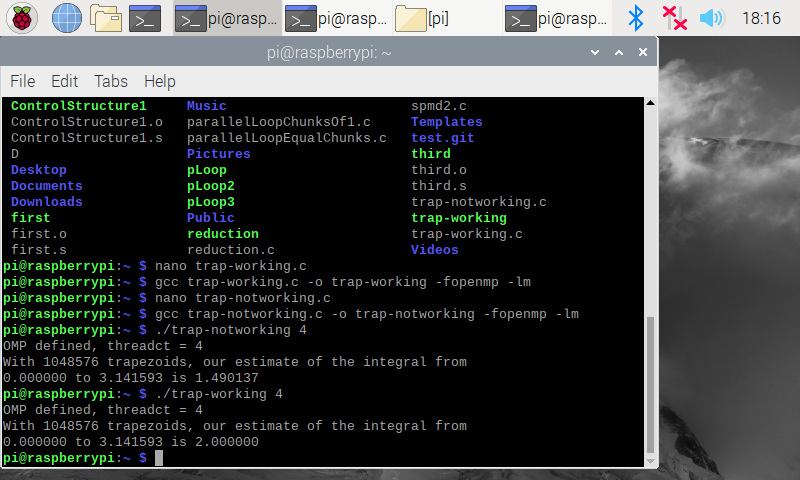 pi@raspb... pi@raspb... [pi] pi@raspb... 18:16
pi@raspberrypi: ~
File Edit Tabs Help
ControlStructure1 Music spmd2.c
ControlStructure1.o parallelLoopChunksOf1.c Templates
ControlStructure1.s parallelLoopEqualChunks.c test.git
D Pictures third
Desktop pLoop third.o
Documents pLoop2 third.s
Downloads pLoop3 trap-notworking.c
first Public trap-working
first.o reduction trap-working.c
first.s reduction.c Videos
pi@raspberrypi:~ $ nano trap-working.c
pi@raspberrypi:~ $ gcc trap-working.c -o trap-working -fopenmp -lm
pi@raspberrypi:~ $ nano trap-notworking.c
pi@raspberrypi:~ $ gcc trap-notworking.c -o trap-notworking -fopenmp -lm
pi@raspberrypi:~ $ ./trap-notworking 4
OMP defined, threadct = 4
With 1048576 trapezoids, our estimate of the integral from
0.000000 to 3.141593 is 1.490137
pi@raspberrypi:~ $ ./trap-working 4
OMP defined, threadct = 4
With 1048576 trapezoids, our estimate of the integral from
0.000000 to 3.141593 is 2.000000
pi@raspberrypi:~ $